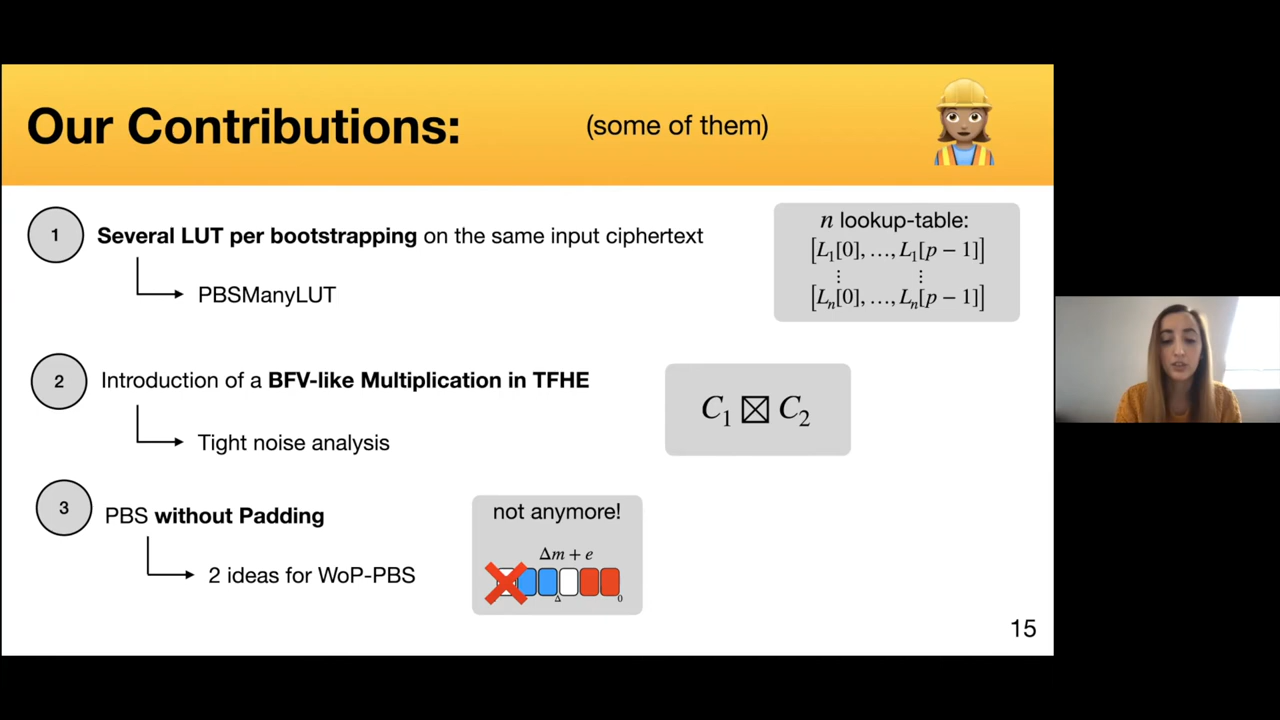 Our Contributions: (some of them)
1 Several LUT per bootstrapping on the same input ciphertext
PBSManyLUT
n lookup-table:
[L₁[0], …, L₁[p − 1]]
⋮ ⋮
[Lₙ[0], …, Lₙ[p − 1]]
2 Introduction of a BFV-like Multiplication in TFHE
Tight noise analysis
C₁ ⊠ C₂
3 PBS without Padding
2 ideas for WoP-PBS
not anymore!
Δm + e
Δ 0
15